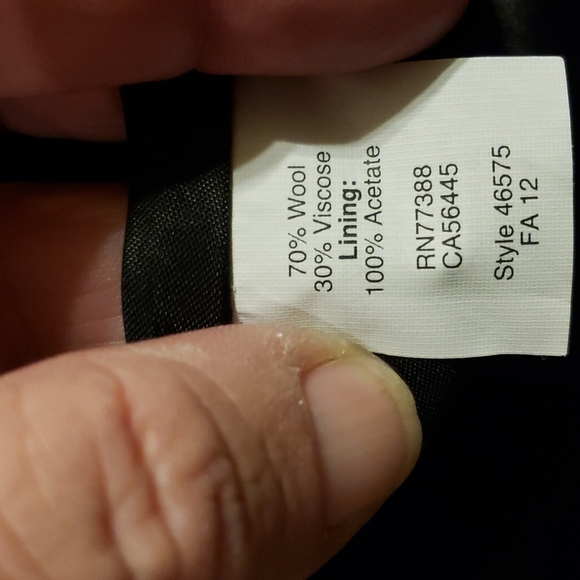 70% Wool
30% Viscose
Lining:
100% Acetate
RN77388
CA56445
Style 46575
FA 12